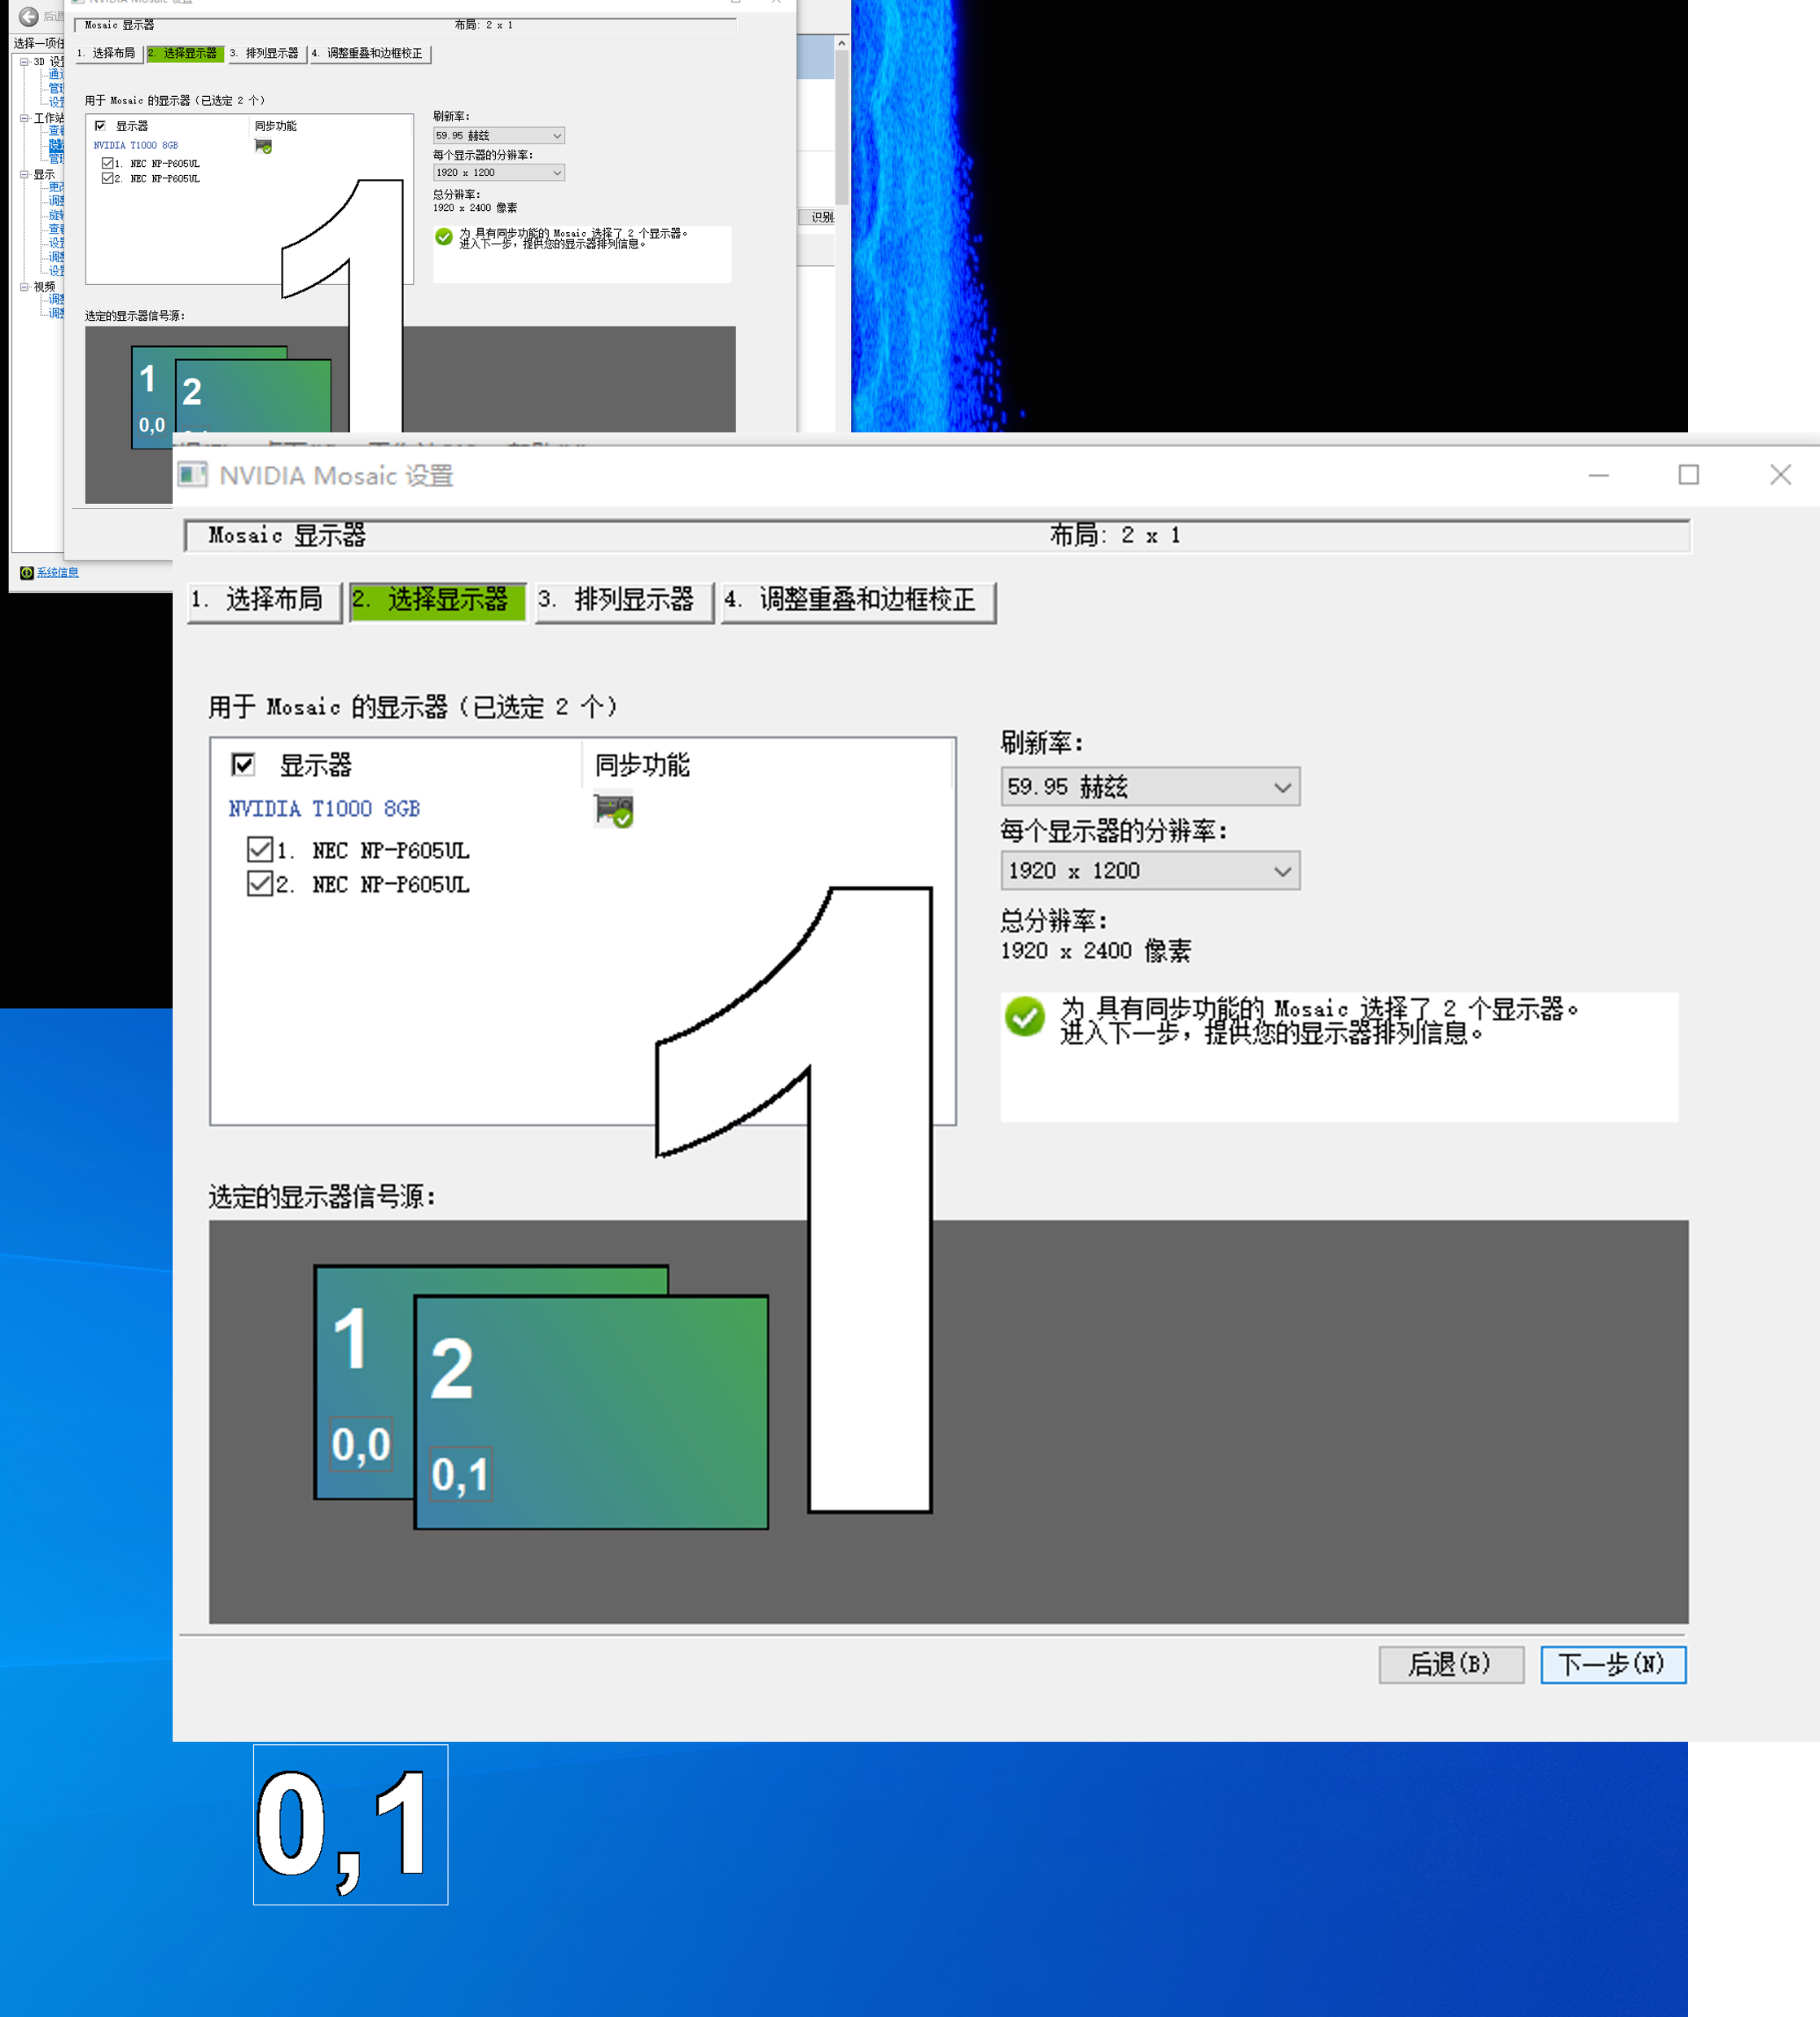 后退
NVIDIA Mosaic 设置
选择一项任
3D 设置
工作站
显示
视频
系统信息
识别
Mosaic 显示器 布局: 2 x 1
1. 选择布局 2. 选择显示器 3. 排列显示器 4. 调整重叠和边框校正
用于 Mosaic 的显示器（已选定 2 个）
显示器 同步功能
NVIDIA T1000 8GB
1. NEC NP-P605UL
2. NEC NP-P605UL
刷新率：
59.95 赫兹
每个显示器的分辨率：
1920 x 1200
总分辨率：
1920 x 2400 像素
为 具有同步功能的 Mosaic 选择了 2 个显示器。
进入下一步，提供您的显示器排列信息。
选定的显示器信号源：
1
2
0,0
1
NVIDIA Mosaic 设置
Mosaic 显示器 布局: 2 x 1
1. 选择布局 2. 选择显示器 3. 排列显示器 4. 调整重叠和边框校正
用于 Mosaic 的显示器（已选定 2 个）
显示器 同步功能
NVIDIA T1000 8GB
1. NEC NP-P605UL
2. NEC NP-P605UL
刷新率：
59.95 赫兹
每个显示器的分辨率：
1920 x 1200
总分辨率：
1920 x 2400 像素
为 具有同步功能的 Mosaic 选择了 2 个显示器。
进入下一步，提供您的显示器排列信息。
1
选定的显示器信号源：
1
2
0,0
0,1
后退(B) 下一步(N)
0,1